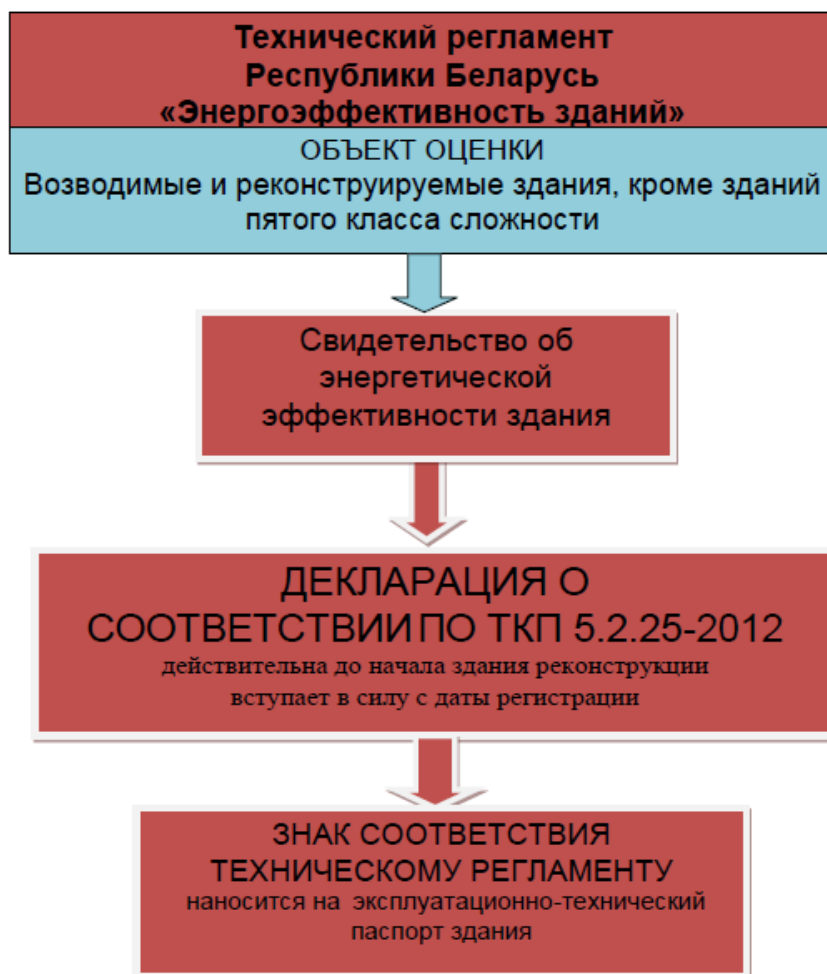 Технический регламент
Республики Беларусь
«Энергоэффективность зданий»
ОБЪЕКТ ОЦЕНКИ
Возводимые и реконструируемые здания, кроме зданий
пятого класса сложности
Свидетельство об
энергетической
эффективности здания
ДЕКЛАРАЦИЯ О
СООТВЕТСТВИИ ПО ТКП 5.2.25-2012
действительна до начала здания реконструкции
вступает в силу с даты регистрации
ЗНАК СООТВЕТСТВИЯ
ТЕХНИЧЕСКОМУ РЕГЛАМЕНТУ
наносится на эксплуатационно-технический
паспорт здания